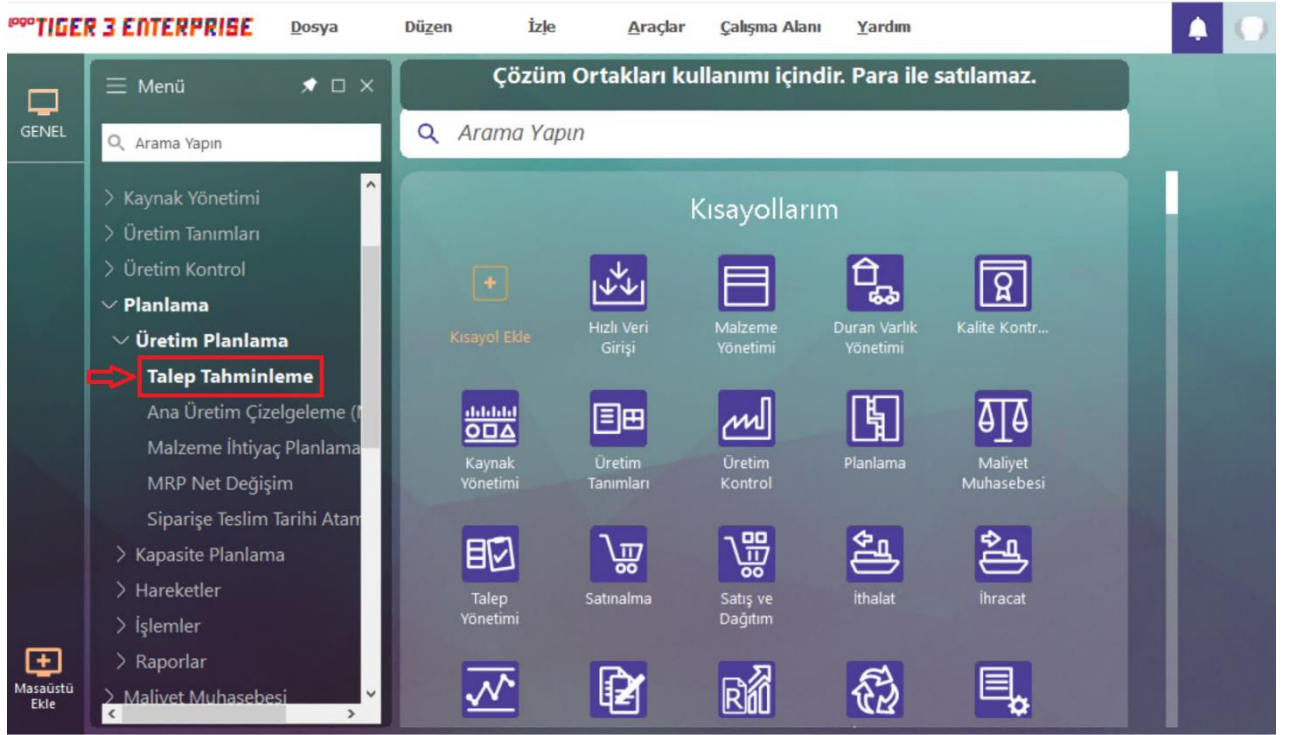 logo TIGER 3 ENTERPRISE
Dosya
Düzen
İzle
Araçlar
Çalışma Alanı
Yardım
GENEL
Menü
Arama Yapın
Kaynak Yönetimi
Üretim Tanımları
Üretim Kontrol
Planlama
Üretim Planlama
Talep Tahminleme
Ana Üretim Çizelgeleme (
Malzeme İhtiyaç Planlama
MRP Net Değişim
Siparişe Teslim Tarihi Atam
Kapasite Planlama
Hareketler
İşlemler
Raporlar
Maliyet Muhasebesi
Masaüstü
Ekle
Çözüm Ortakları kullanımı içindir. Para ile satılamaz.
Arama Yapın
Kısayollarım
Kısayol Ekle
Hızlı Veri
Girişi
Malzeme
Yönetimi
Duran Varlık
Yönetimi
Kalite Kontr...
Kaynak
Yönetimi
Üretim
Tanımları
Üretim
Kontrol
Planlama
Maliyet
Muhasebesi
Talep
Yönetimi
Satınalma
Satış ve
Dağıtım
İthalat
İhracat